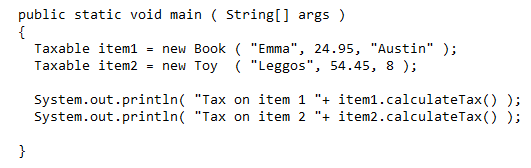 public static void main ( String[] args )
{
  Taxable item1 = new Book ( "Emma", 24.95, "Austin" );
  Taxable item2 = new Toy  ( "Leggos", 54.45, 8 );

  System.out.println( "Tax on item 1 "+ item1.calculateTax() );
  System.out.println( "Tax on item 2 "+ item2.calculateTax() );

}